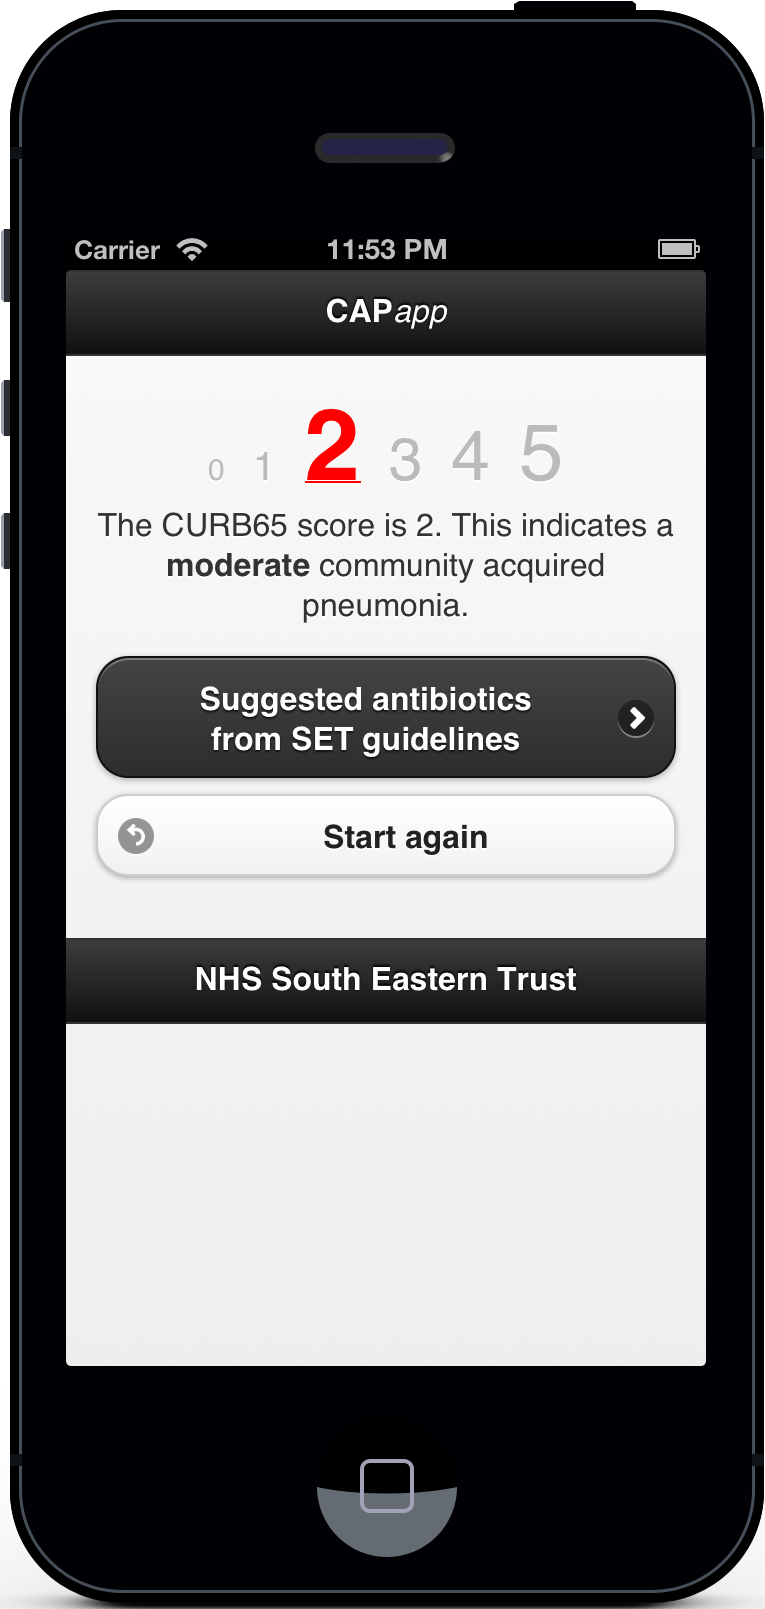 Carrier 11:53 PM
CAPapp
0 1 2 3 4 5
The CURB65 score is 2. This indicates a
moderate community acquired
pneumonia.
Suggested antibiotics
from SET guidelines
Start again
NHS South Eastern Trust